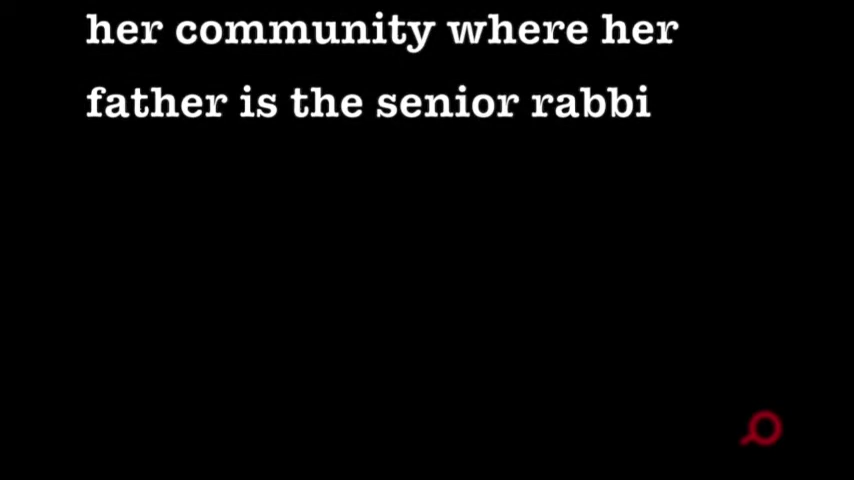 her community where her
father is the senior rabbi